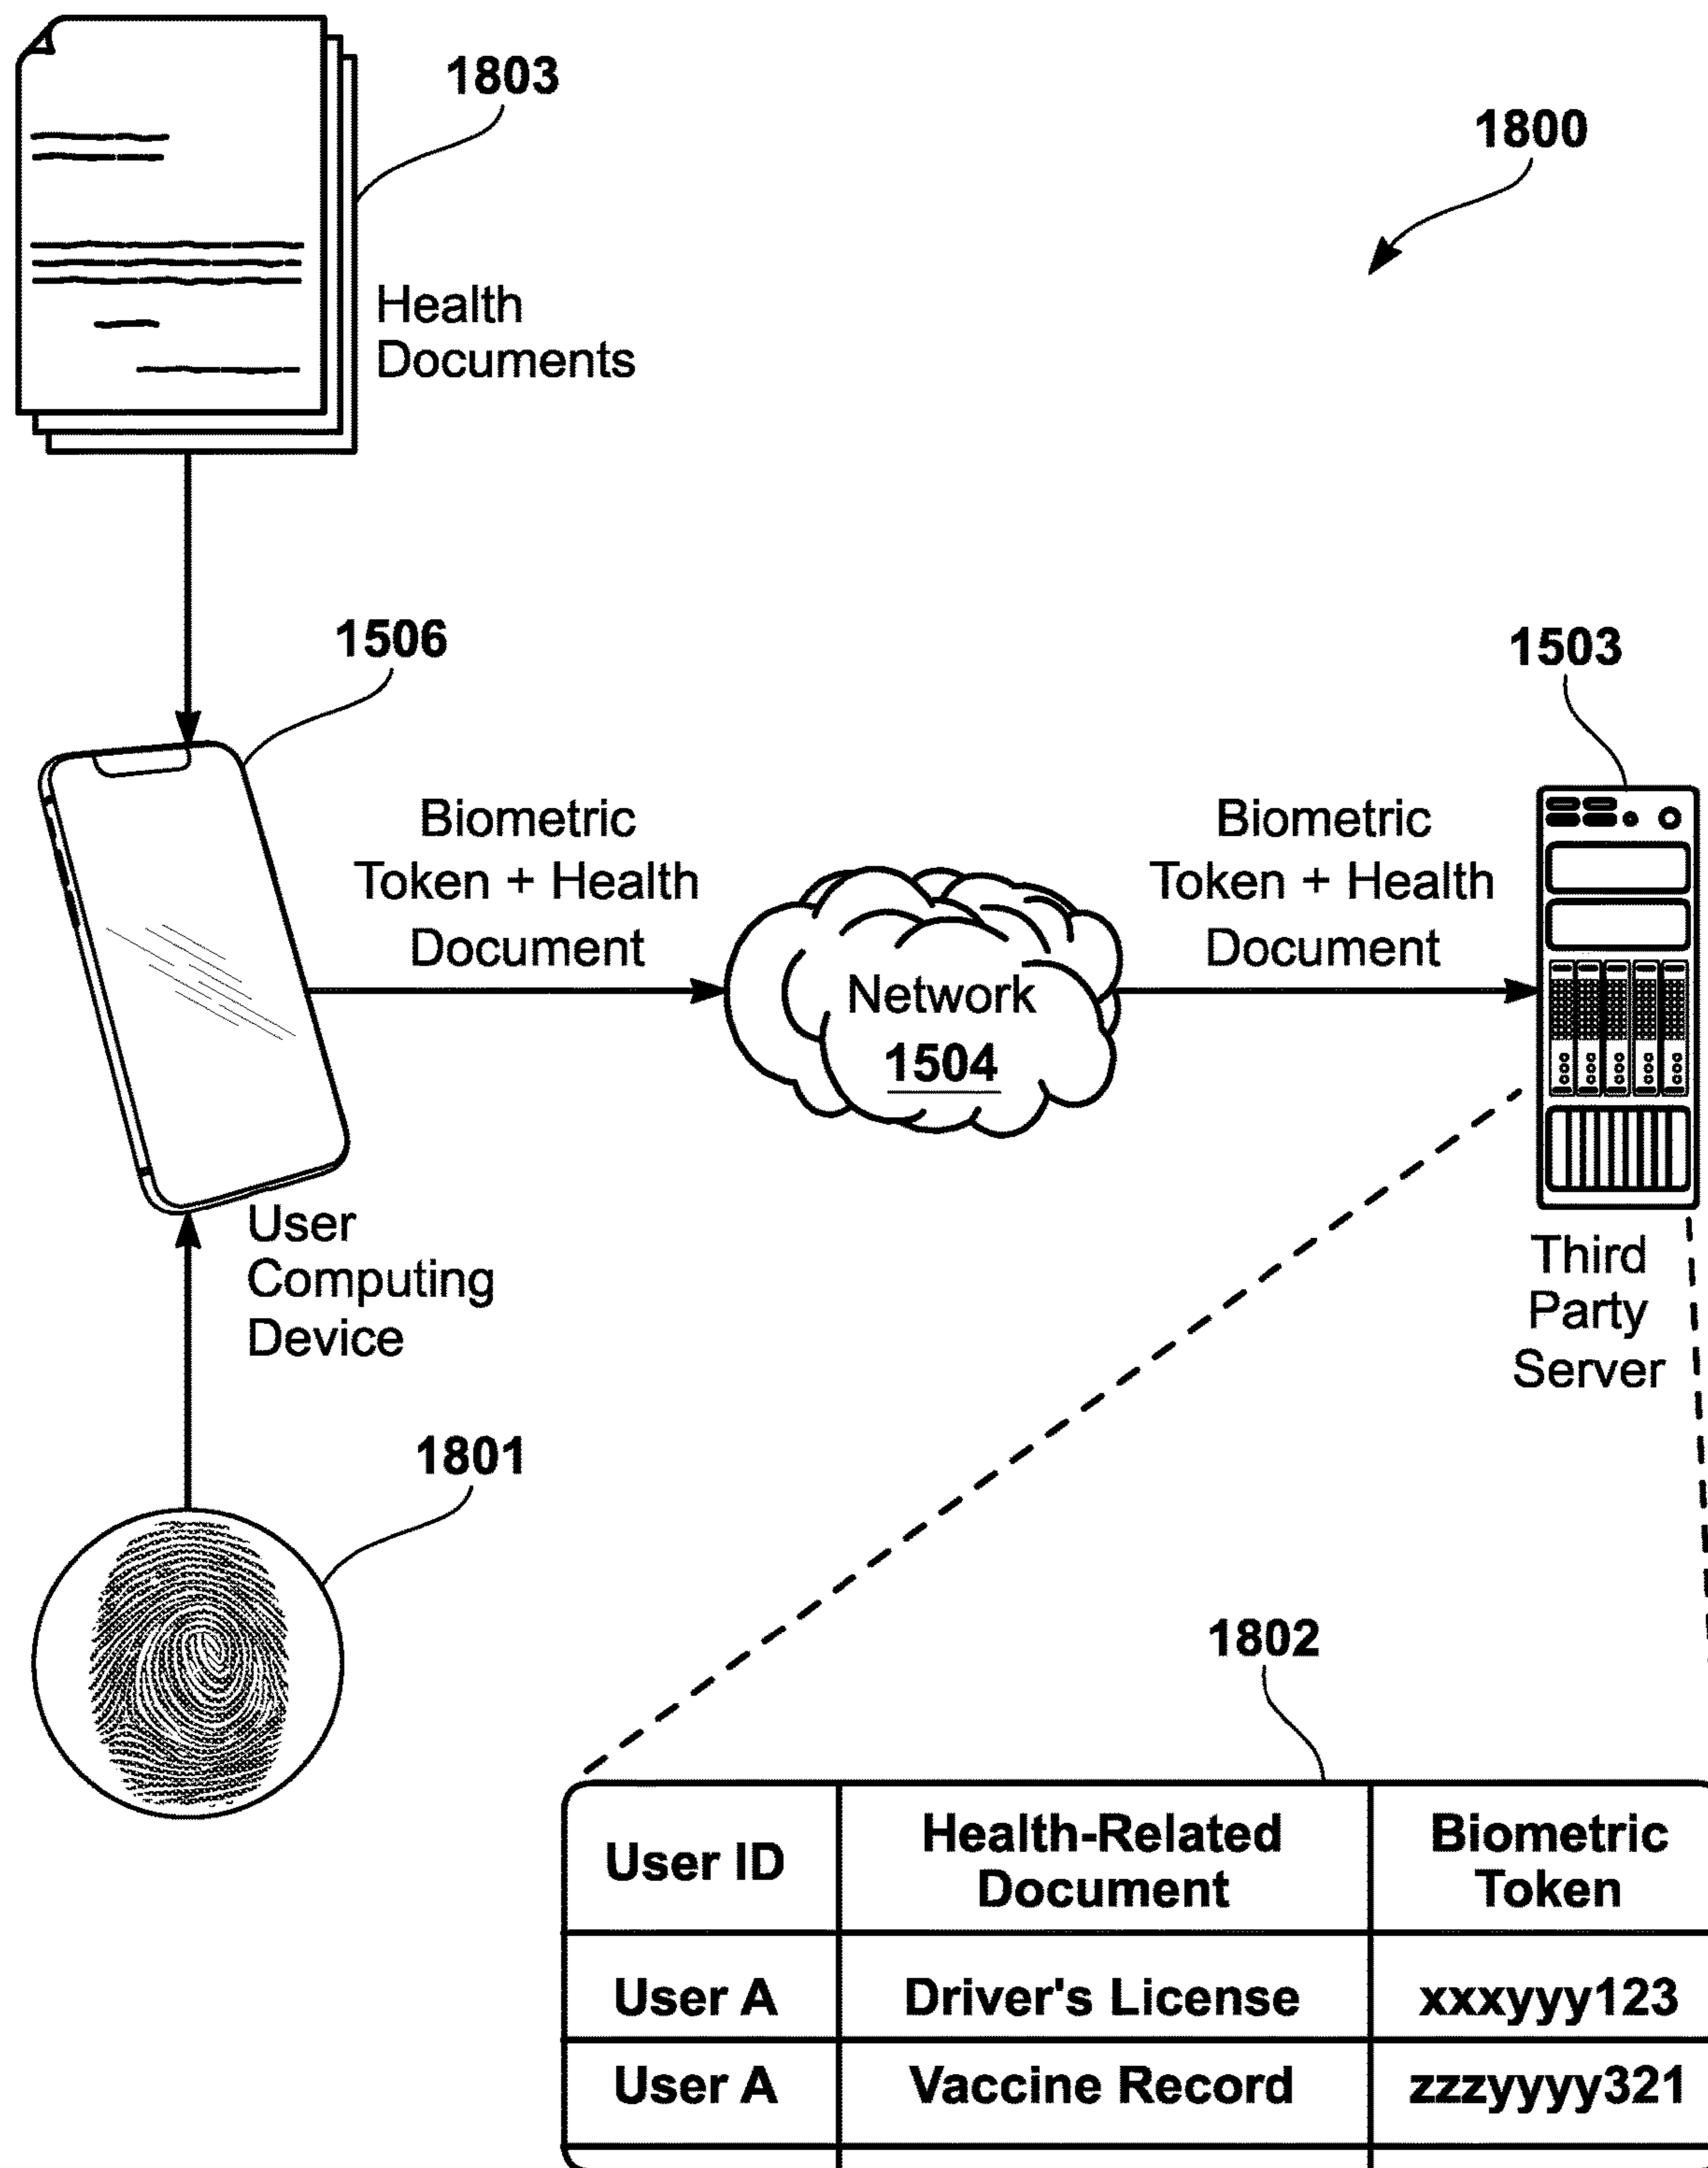 1803
1800
Health
Documents
1506
1503
Biometric
Token + Health
Document
Biometric
Token + Health
Document
Network
1504
User
Computing
Device
Third
Party
Server
1801
1802
User ID
Health-Related
Document
Biometric
Token
User A
Driver's License
xxxyyy123
User A
Vaccine Record
zzzyyyy321